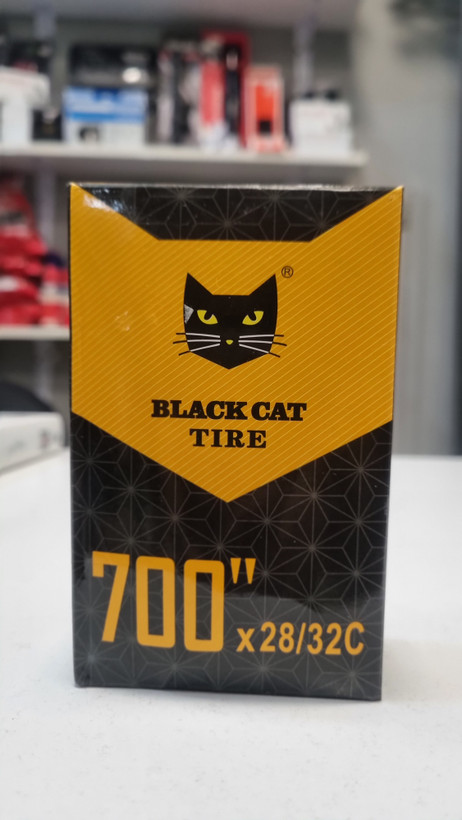 ®
BLACK CAT
TIRE
700" x28/32C